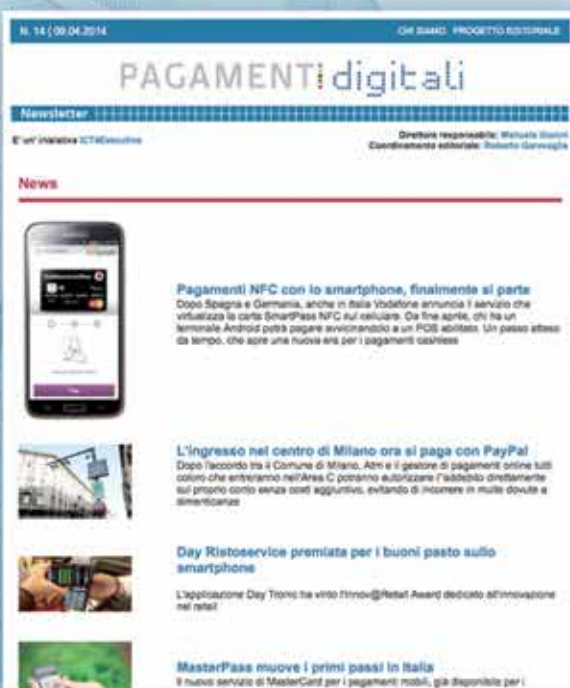 N. 14 | 09.04.2014
CHI SIAMO PROGETTO EDITORIALE
PAGAMENTI digitali
Newsletter
E' un' iniziativa ICT4Executive
Direttore responsabile: Manuela Gianni
Coordinamento editoriale: Roberto Garavaglia
News
Pagamenti NFC con lo smartphone, finalmente si parte
Dopo Spagna e Germania, anche in Italia Vodafone annuncia il servizio che
virtualizza la carta SmartPass NFC sul cellulare. Da fine aprile, chi ha un
terminale Android potrà pagare avvicinandolo a un POS abilitato. Un passo atteso
da tempo, che apre una nuova era per i pagamenti cashless
L'ingresso nel centro di Milano ora si paga con PayPal
Dopo l'accordo tra il Comune di Milano, Atm e il gestore di pagamenti online tutti
coloro che entreranno nell'Area C potranno autorizzare l'addebito direttamente
sul proprio conto senza costi aggiuntivi, evitando di incorrere in multe dovute a
dimenticanze
Day Ristoservice premiata per i buoni pasto sullo
smartphone
L'applicazione Day Tronic ha vinto l'Innov@Retail Award dedicato all'innovazione
nel retail
MasterPass muove i primi passi in Italia
Il nuovo servizio di MasterCard per i pagamenti mobili, già disponibile per i